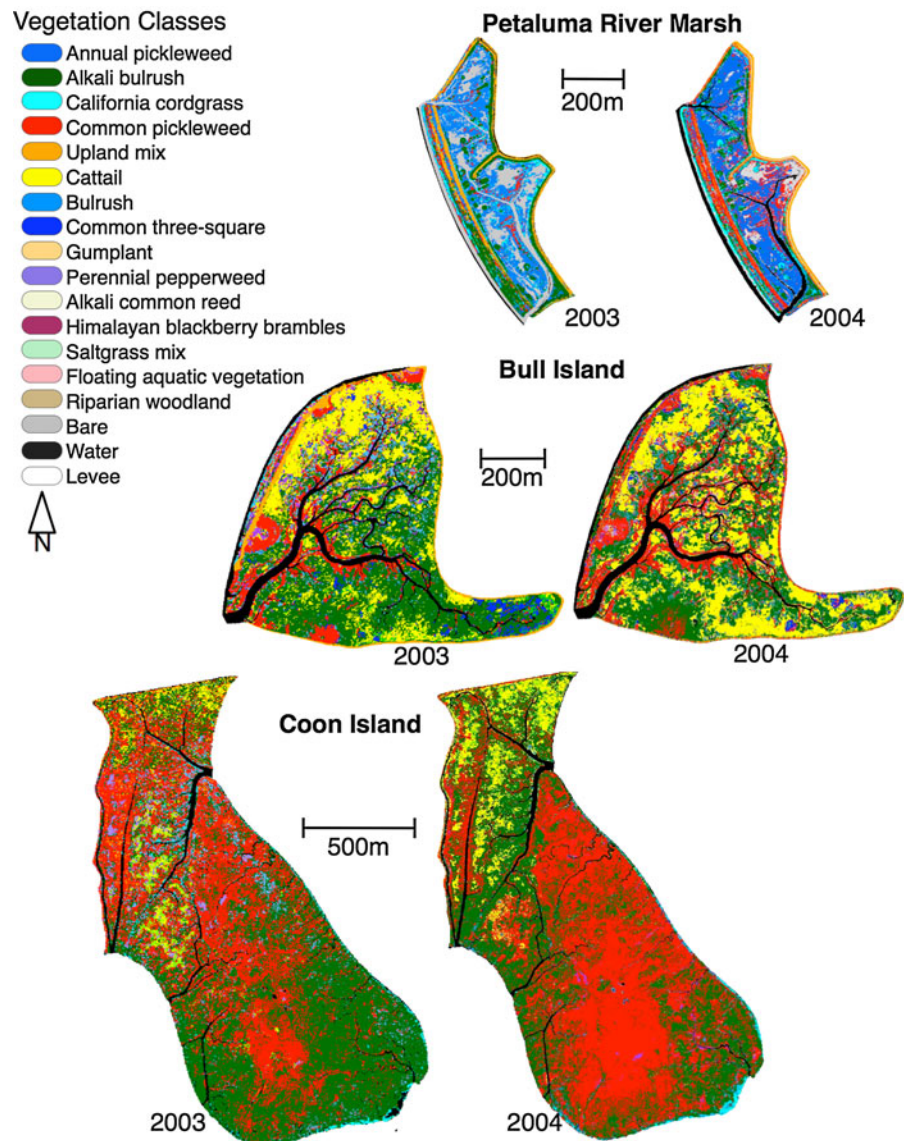 Vegetation Classes
Annual pickleweed
Alkali bulrush
California cordgrass
Common pickleweed
Upland mix
Cattail
Bulrush
Common three-square
Gumplant
Perennial pepperweed
Alkali common reed
Himalayan blackberry brambles
Saltgrass mix
Floating aquatic vegetation
Riparian woodland
Bare
Water
Levee
N
Petaluma River Marsh
200m
2003
2004
Bull Island
200m
2003
2004
Coon Island
500m
2003
2004